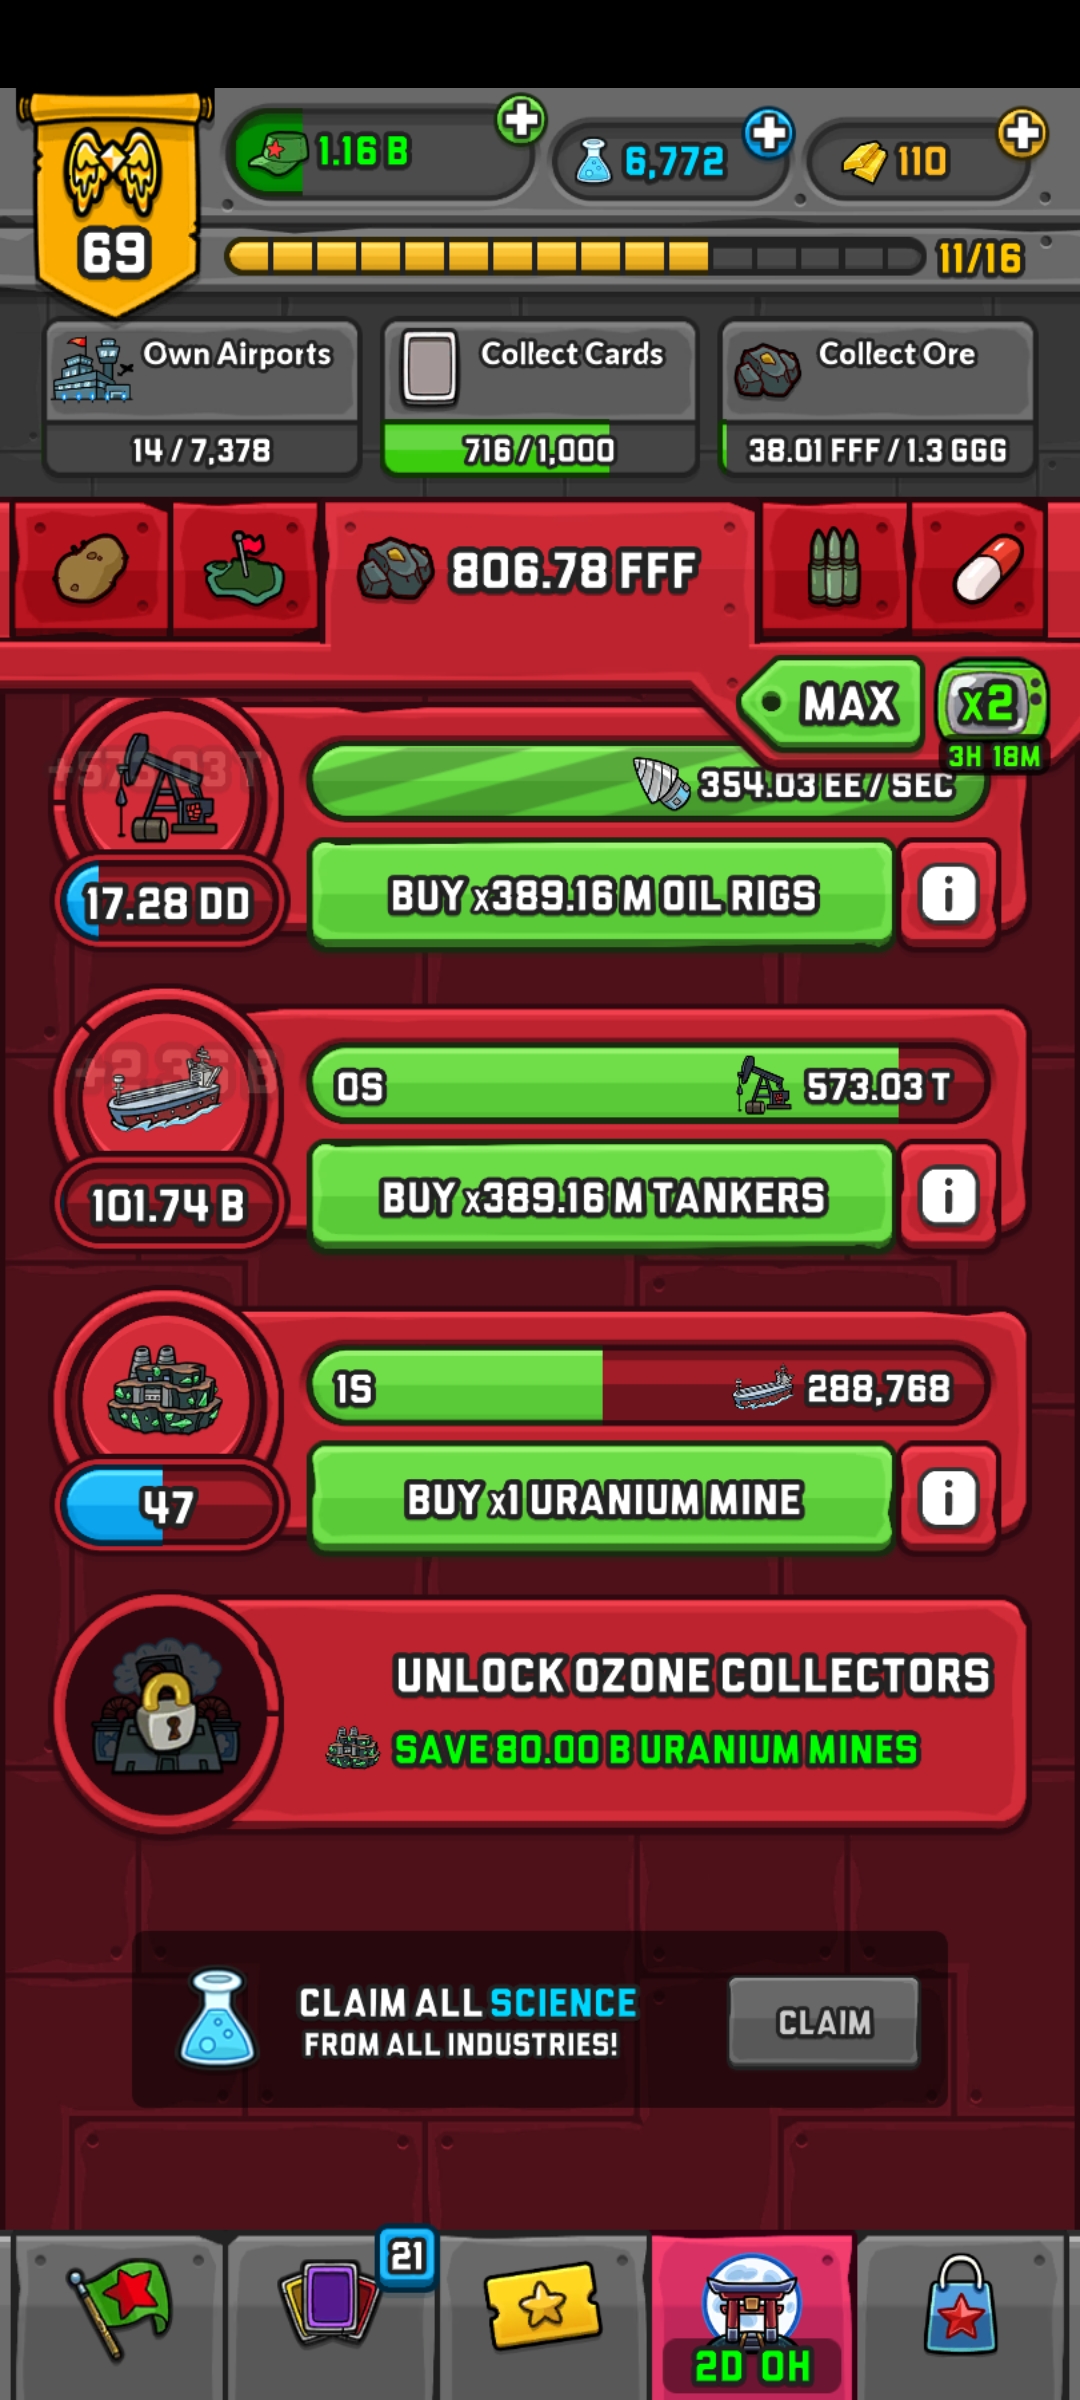 1.16 B
6,772
110
69
11/16
Own Airports
Collect Cards
Collect Ore
14 / 7,378
716 / 1,000
38.01 FFF / 1.3 GGG
806.78 FFF
MAX
x2
3H 18M
354.03 EE / SEC
17.28 DD
BUY x389.16 M OIL RIGS
i
0S
573.03 T
101.74 B
BUY x389.16 M TANKERS
i
1S
288,768
47
BUY x1 URANIUM MINE
i
UNLOCK OZONE COLLECTORS
SAVE 80.00 B URANIUM MINES
CLAIM ALL SCIENCE
FROM ALL INDUSTRIES!
CLAIM
21
2D 0H